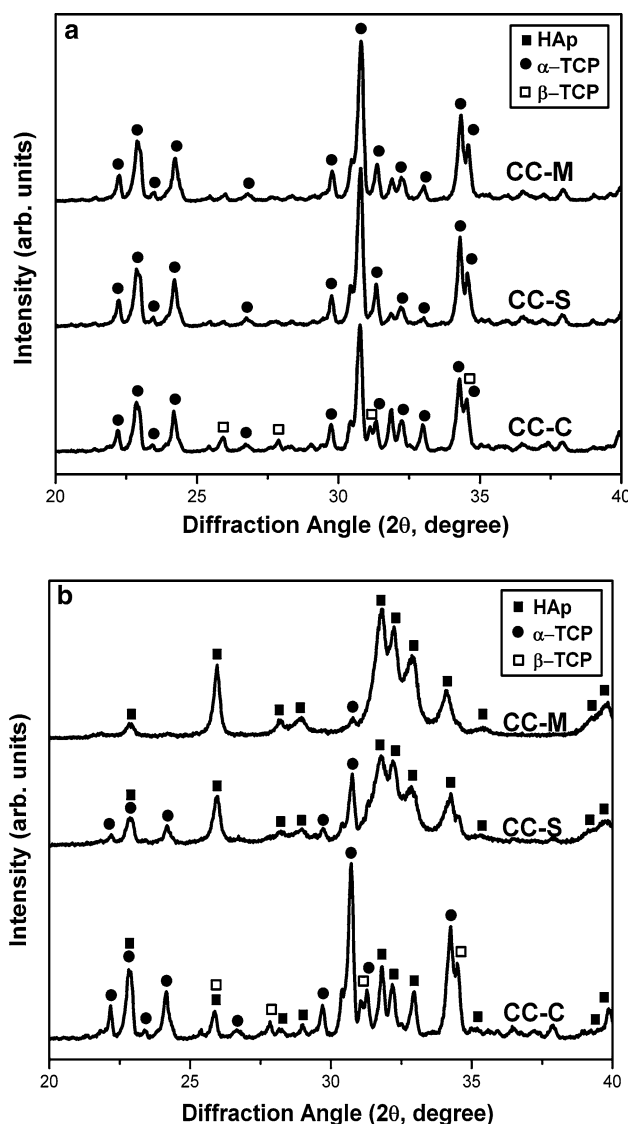 a
HAp
α–TCP
β–TCP
CC-M
CC-S
CC-C
Intensity (arb. units)
20 25 30 35 40
Diffraction Angle (2θ, degree)
b
HAp
α–TCP
β–TCP
CC-M
CC-S
CC-C
Intensity (arb. units)
20 25 30 35 40
Diffraction Angle (2θ, degree)